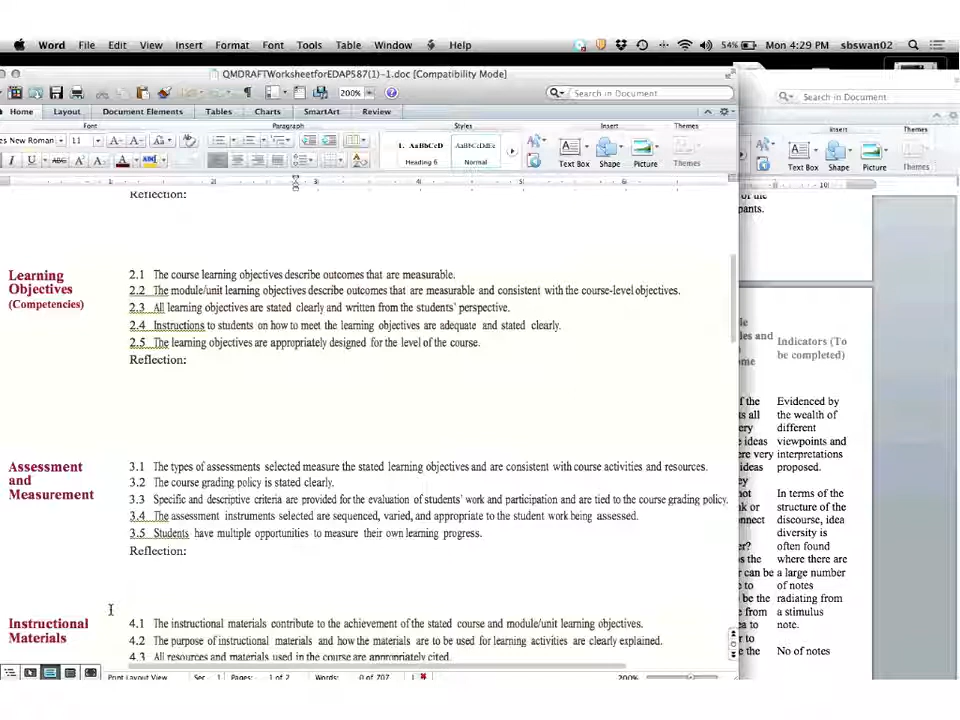 Word File Edit View Insert Format Font Tools Table Window Help 54% Mon 4:29 PM sbswan02
QMDRAFTWorksheetforEDAP587(1)-1.doc [Compatibility Mode]
200% Search in Document
Search in Document
Home Layout Document Elements Tables Charts SmartArt Review
Font Paragraph Styles Insert Themes
Insert Themes
es New Roman 11
AaBbCcD AaBbCcDdEe
Heading 6 Normal Text Box Shape Picture Themes
Text Box Shape Picture Themes
Reflection:
Learning
Objectives
(Competencies)
2.1 The course learning objectives describe outcomes that are measurable.
2.2 The module/unit learning objectives describe outcomes that are measurable and consistent with the course-level objectives.
2.3 All learning objectives are stated clearly and written from the students' perspective.
2.4 Instructions to students on how to meet the learning objectives are adequate and stated clearly.
2.5 The learning objectives are appropriately designed for the level of the course.
Reflection:
Assessment
and
Measurement
3.1 The types of assessments selected measure the stated learning objectives and are consistent with course activities and resources.
3.2 The course grading policy is stated clearly.
3.3 Specific and descriptive criteria are provided for the evaluation of students' work and participation and are tied to the course grading policy.
3.4 The assessment instruments selected are sequenced, varied, and appropriate to the student work being assessed.
3.5 Students have multiple opportunities to measure their own learning progress.
Reflection:
Instructional
Materials
4.1 The instructional materials contribute to the achievement of the stated course and module/unit learning objectives.
4.2 The purpose of instructional materials and how the materials are to be used for learning activities are clearly explained.
4.3 All resources and materials used in the course are appropriately cited.
Print Layout View Sec 1 Pages: 1 of 2 Words: 0 of 707 200%
of the
pants.
les and
ome
Indicators (To
be completed)
Evidenced by
the wealth of
different
viewpoints and
interpretations
proposed.
In terms of the
structure of the
discourse, idea
diversity is
often found
where there are
a large number
of notes
radiating from
a stimulus
note.
No of notes